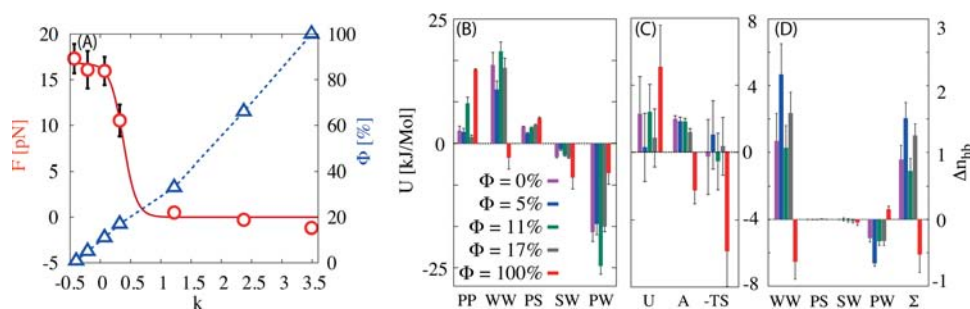 (A)
F [pN]
20
15
10
5
0
-5
-0.5 0 0.5 1 1.5 2 2.5 3 3.5
k
100
80
60
40
20
0
Φ [%]
(B)
U [kJ/Mol]
25
0
-25
Φ = 0%
Φ = 5%
Φ = 11%
Φ = 17%
Φ = 100%
PP WW PS SW PW
(C)
U A -TS
(D)
8
4
0
-4
-8
WW PS SW PW Σ
3
2
1
0
-1
Δn_hb